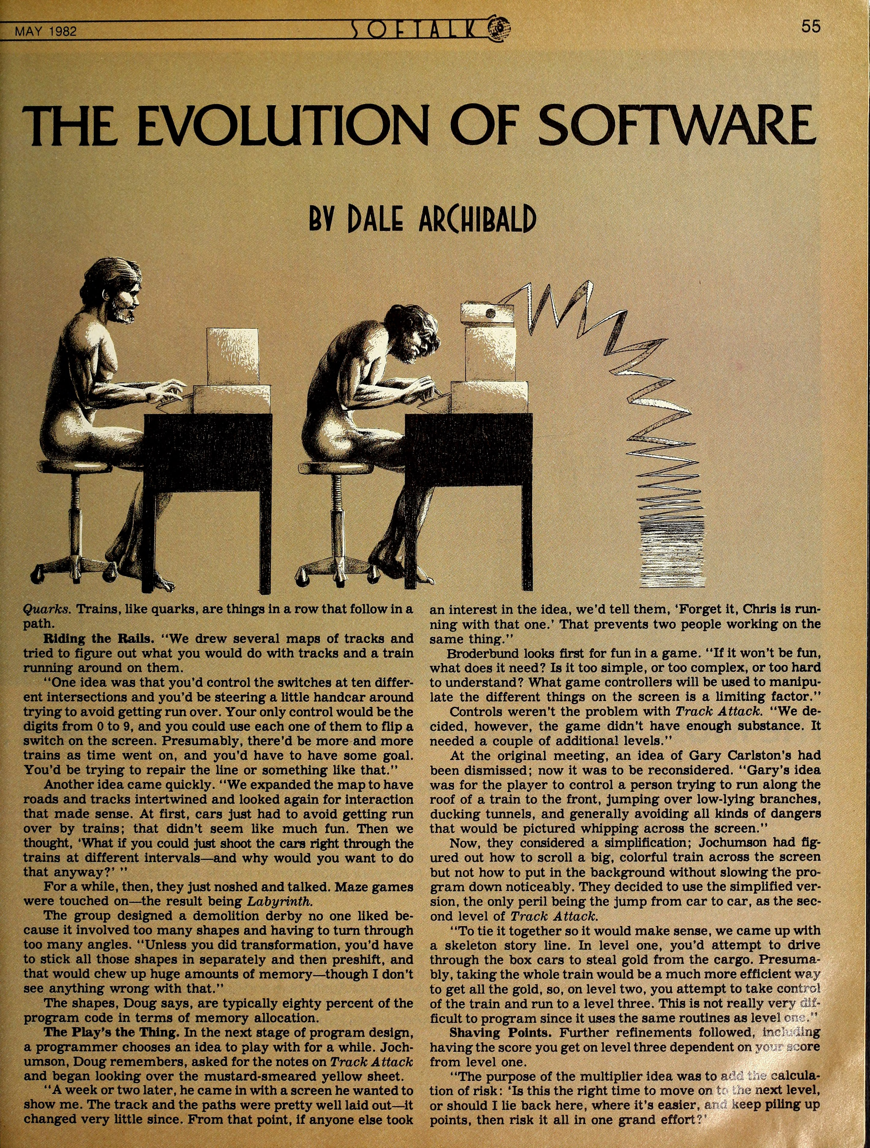 MAY 1982
SOFTALK
55
THE EVOLUTION OF SOFTWARE
BY DALE ARCHIBALD
Quarks. Trains, like quarks, are things in a row that follow in a
path.
Riding the Rails. "We drew several maps of tracks and
tried to figure out what you would do with tracks and a train
running around on them.
"One idea was that you'd control the switches at ten differ-
ent intersections and you'd be steering a little handcar around
trying to avoid getting run over. Your only control would be the
digits from 0 to 9, and you could use each one of them to flip a
switch on the screen. Presumably, there'd be more and more
trains as time went on, and you'd have to have some goal.
You'd be trying to repair the line or something like that."
Another idea came quickly. "We expanded the map to have
roads and tracks intertwined and looked again for interaction
that made sense. At first, cars just had to avoid getting run
over by trains; that didn't seem like much fun. Then we
thought, 'What if you could just shoot the cars right through the
trains at different intervals—and why would you want to do
that anyway?' "
For a while, then, they just noshed and talked. Maze games
were touched on—the result being Labyrinth.
The group designed a demolition derby no one liked be-
cause it involved too many shapes and having to turn through
too many angles. "Unless you did transformation, you'd have
to stick all those shapes in separately and then preshift, and
that would chew up huge amounts of memory—though I don't
see anything wrong with that."
The shapes, Doug says, are typically eighty percent of the
program code in terms of memory allocation.
The Play's the Thing. In the next stage of program design,
a programmer chooses an idea to play with for a while. Joch-
umson, Doug remembers, asked for the notes on Track Attack
and began looking over the mustard-smeared yellow sheet.
"A week or two later, he came in with a screen he wanted to
show me. The track and the paths were pretty well laid out—it
changed very little since. From that point, if anyone else took
an interest in the idea, we'd tell them, 'Forget it, Chris is run-
ning with that one.' That prevents two people working on the
same thing."
Broderbund looks first for fun in a game. "If it won't be fun,
what does it need? Is it too simple, or too complex, or too hard
to understand? What game controllers will be used to manipu-
late the different things on the screen is a limiting factor."
Controls weren't the problem with Track Attack. "We de-
cided, however, the game didn't have enough substance. It
needed a couple of additional levels."
At the original meeting, an idea of Gary Carlston's had
been dismissed; now it was to be reconsidered. "Gary's idea
was for the player to control a person trying to run along the
roof of a train to the front, jumping over low-lying branches,
ducking tunnels, and generally avoiding all kinds of dangers
that would be pictured whipping across the screen."
Now, they considered a simplification; Jochumson had fig-
ured out how to scroll a big, colorful train across the screen
but not how to put in the background without slowing the pro-
gram down noticeably. They decided to use the simplified ver-
sion, the only peril being the jump from car to car, as the sec-
ond level of Track Attack.
"To tie it together so it would make sense, we came up with
a skeleton story line. In level one, you'd attempt to drive
through the box cars to steal gold from the cargo. Presuma-
bly, taking the whole train would be a much more efficient way
to get all the gold, so, on level two, you attempt to take control
of the train and run to a level three. This is not really very dif-
ficult to program since it uses the same routines as level one."
Shaving Points. Further refinements followed, including
having the score you get on level three dependent on your score
from level one.
"The purpose of the multiplier idea was to add the calcula-
tion of risk: 'Is this the right time to move on to the next level,
or should I lie back here, where it's easier, and keep piling up
points, then risk it all in one grand effort?'